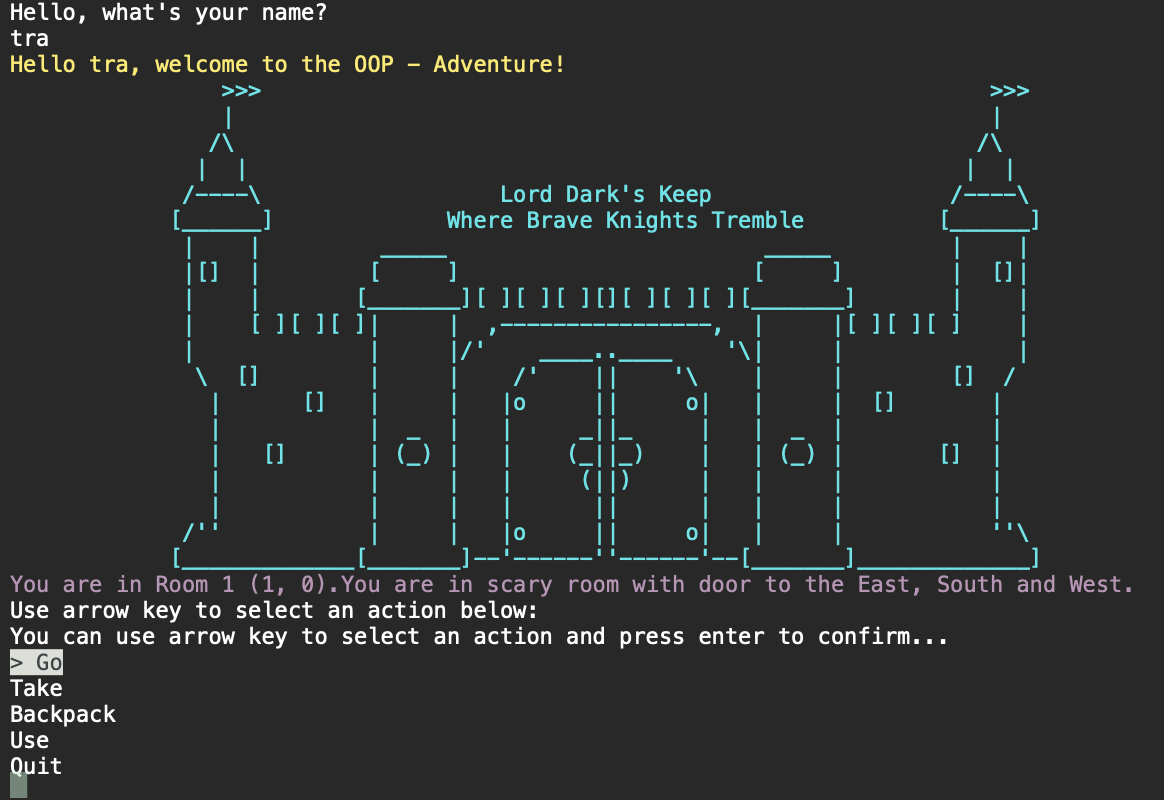 Hello, what's your name?
tra
Hello tra, welcome to the OOP - Adventure!
Lord Dark's Keep
Where Brave Knights Tremble
You are in Room 1 (1, 0).You are in scary room with door to the East, South and West.
Use arrow key to select an action below:
You can use arrow key to select an action and press enter to confirm...
> Go
Take
Backpack
Use
Quit